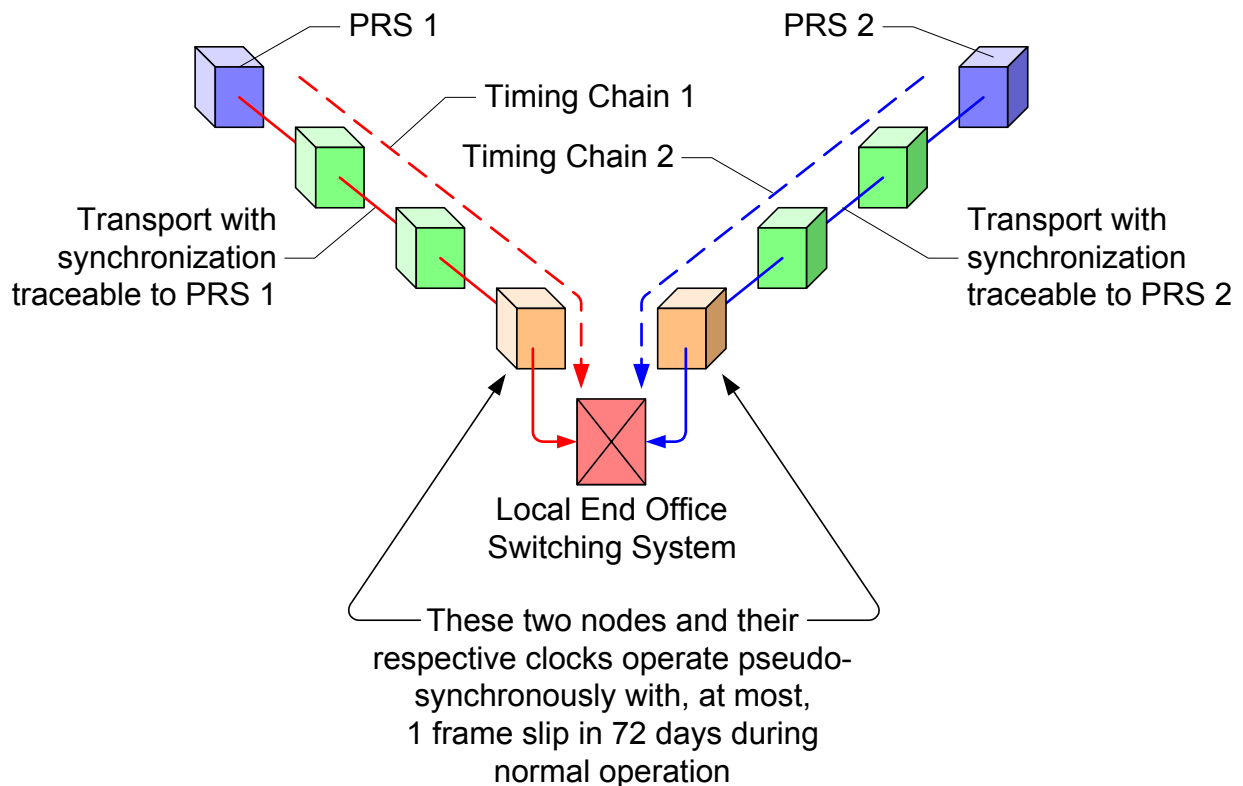 PRS 1
PRS 2
Timing Chain 1
Timing Chain 2
Transport with
synchronization
traceable to PRS 1
Transport with
synchronization
traceable to PRS 2
Local End Office
Switching System
These two nodes and their
respective clocks operate pseudo-
synchronously with, at most,
1 frame slip in 72 days during
normal operation